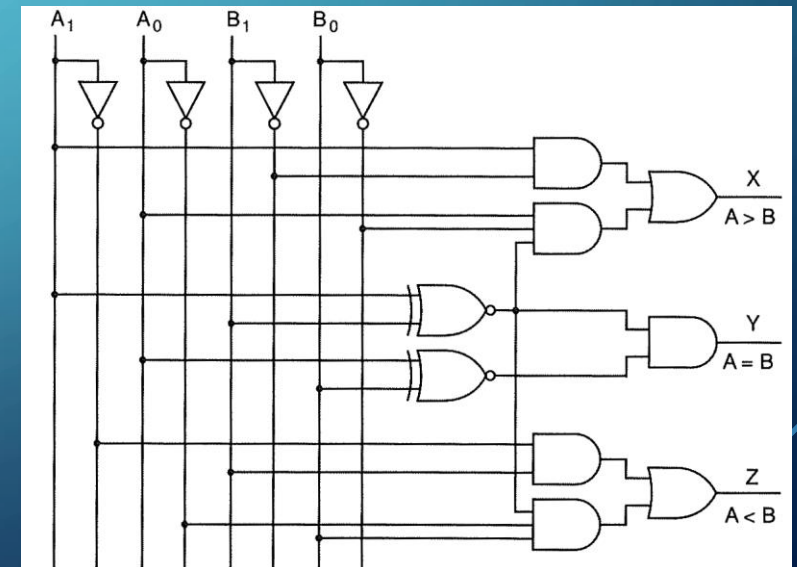 A₁ A₀ B₁ B₀
X
A > B
Y
A = B
Z
A < B